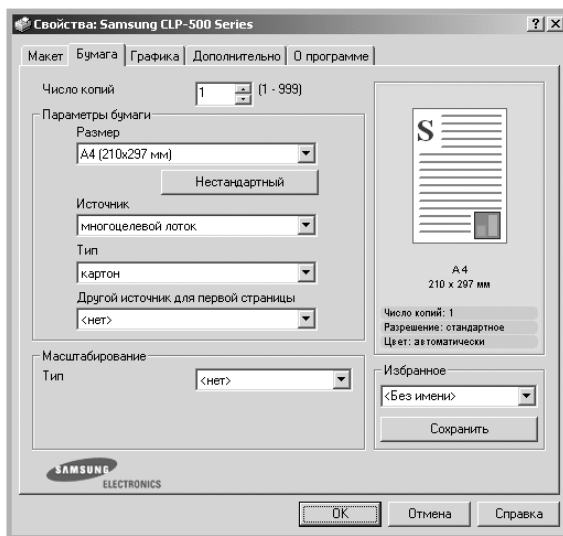 Свойства: Samsung CLP-500 Series
Макет Бумага Графика Дополнительно О программе
Число копий 1 (1 - 999)
Параметры бумаги
Размер
A4 (210x297 мм)
Нестандартный
Источник
многоцелевой лоток
Тип
картон
Другой источник для первой страницы
<нет>
Масштабирование
Тип <нет>
S
A4
210 x 297 мм
Число копий: 1
Разрешение: стандартное
Цвет: автоматически
Избранное
<Без имени>
Сохранить
SAMSUNG
ELECTRONICS
OK Отмена Справка